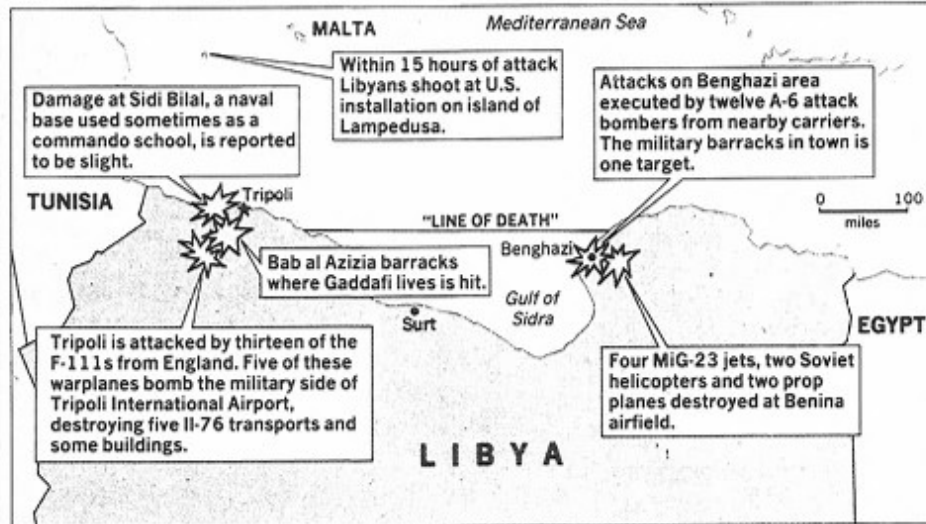 MALTA
Mediterranean Sea
Within 15 hours of attack
Libyans shoot at U.S.
installation on island of
Lampedusa.
Attacks on Benghazi area
executed by twelve A-6 attack
bombers from nearby carriers.
The military barracks in town is
one target.
Damage at Sidi Bilal, a naval
base used sometimes as a
commando school, is reported
to be slight.
TUNISIA
Tripoli
"LINE OF DEATH"
0 100
miles
Benghazi
Bab al Azizia barracks
where Gaddafi lives is hit.
Gulf of
Sidra
Surt
EGYPT
Tripoli is attacked by thirteen of the
F-111s from England. Five of these
warplanes bomb the military side of
Tripoli International Airport,
destroying five Il-76 transports and
some buildings.
Four MiG-23 jets, two Soviet
helicopters and two prop
planes destroyed at Benina
airfield.
LIBYA